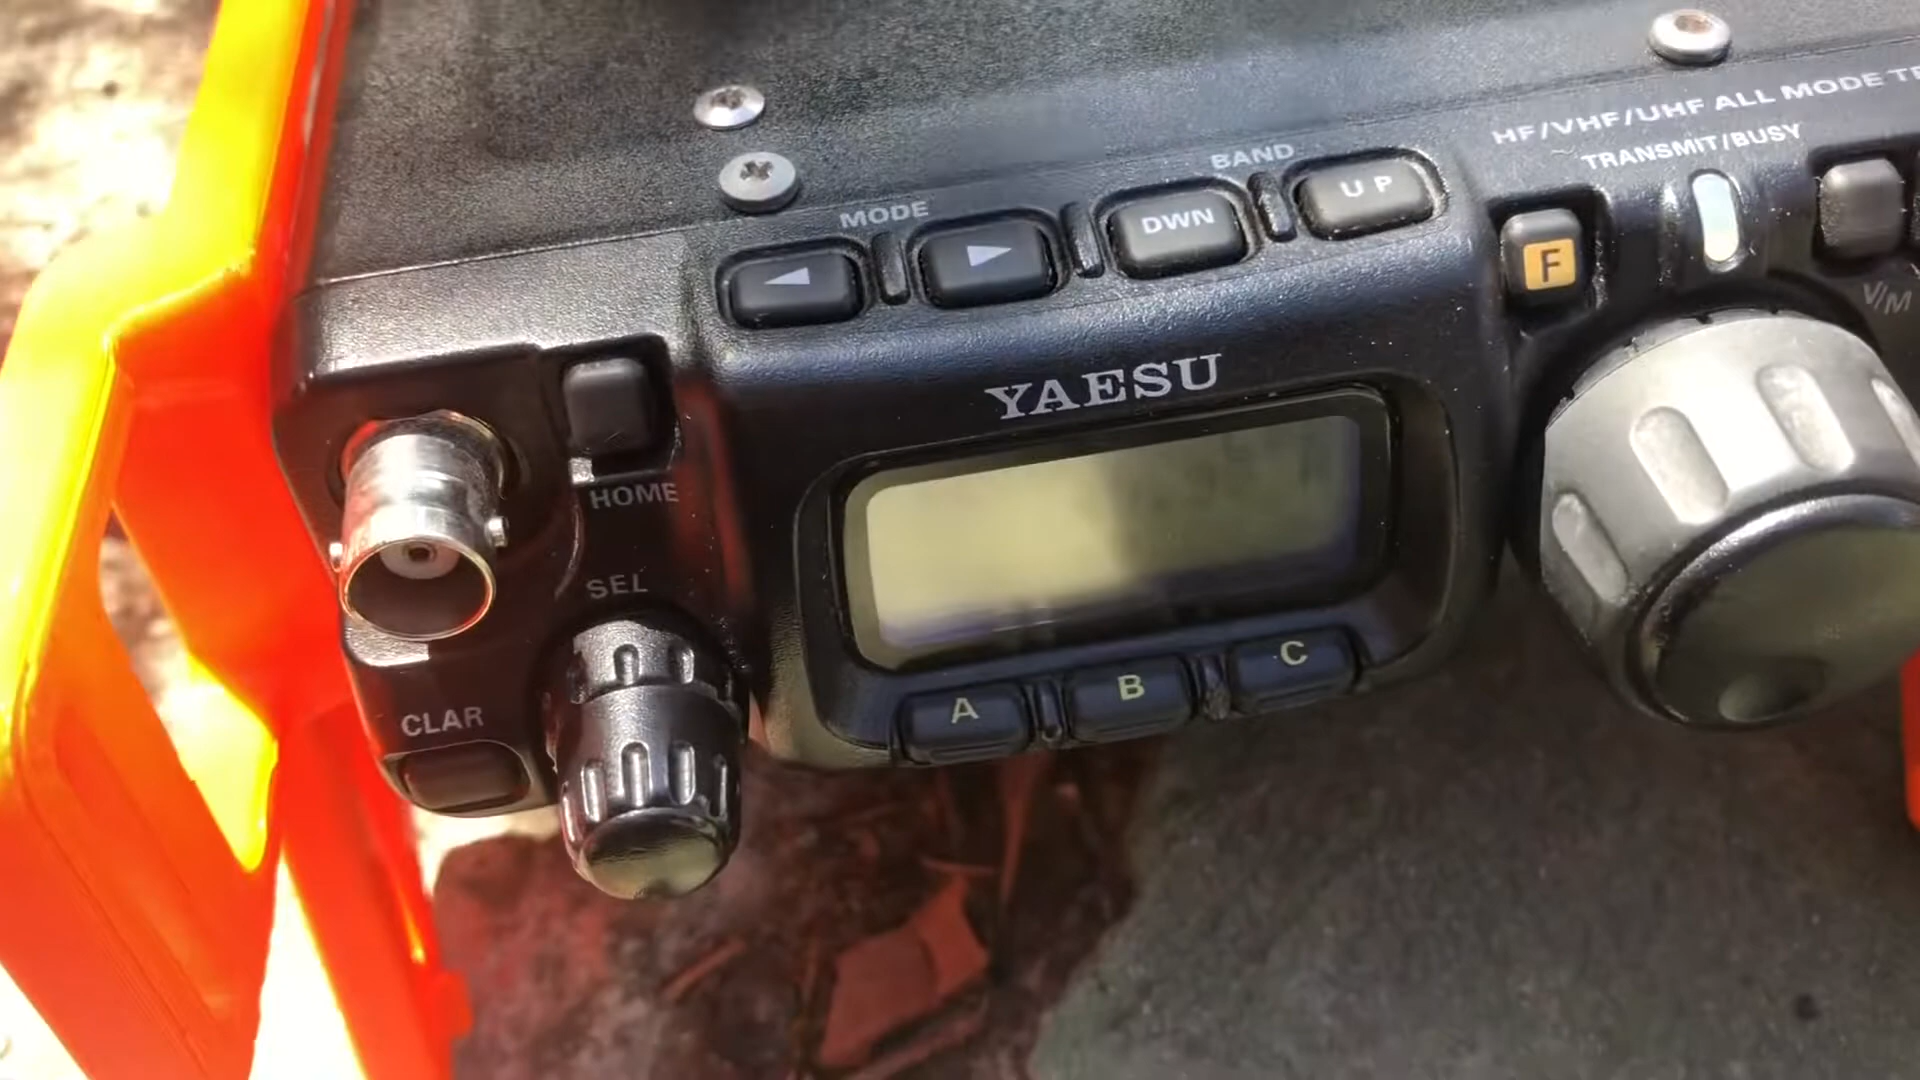 HF/VHF/UHF ALL MODE
TRANSMIT/BUSY
BAND
MODE
DWN
UP
F
V/M
YAESU
HOME
SEL
CLAR
A
B
C